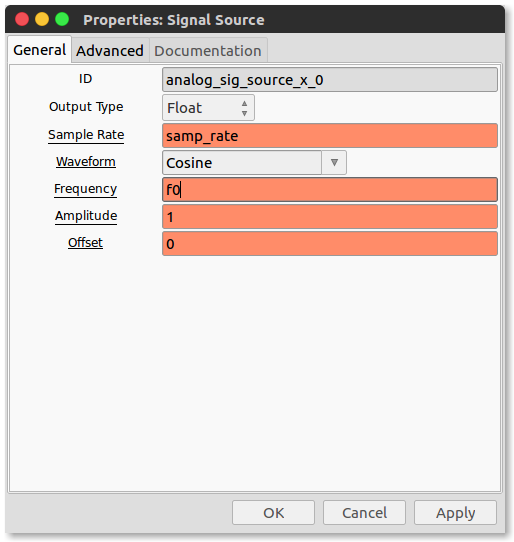 Properties: Signal Source
General Advanced Documentation
ID analog_sig_source_x_0
Output Type Float
Sample Rate samp_rate
Waveform Cosine
Frequency f0
Amplitude 1
Offset 0
OK Cancel Apply